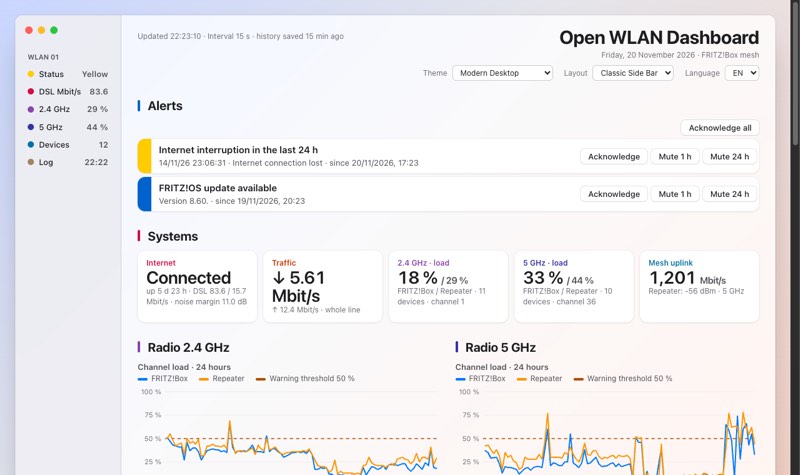 WLAN 01
Status Yellow
DSL Mbit/s 83.6
2.4 GHz 29 %
5 GHz 44 %
Devices 12
Log 22:22
Updated 22:23:10 · Interval 15 s · history saved 15 min ago
Open WLAN Dashboard
Friday, 20 November 2026 · FRITZ!Box mesh
Theme Modern Desktop Layout Classic Side Bar Language EN
Alerts
Acknowledge all
Internet interruption in the last 24 h
14/11/26 23:06:31 · Internet connection lost · since 20/11/2026, 17:23
Acknowledge Mute 1 h Mute 24 h
FRITZ!OS update available
Version 8.60. · since 19/11/2026, 20:23
Acknowledge Mute 1 h Mute 24 h
Systems
Internet
Connected
up 5 d 23 h · DSL 83.6 / 15.7
Mbit/s · noise margin 11.0 dB
Traffic
↓ 5.61
Mbit/s
↑ 12.4 Mbit/s · whole line
2.4 GHz · load
18 % / 29 %
FRITZ!Box / Repeater · 11
devices · channel 1
5 GHz · load
33 % / 44 %
FRITZ!Box / Repeater · 10
devices · channel 36
Mesh uplink
1,201 Mbit/s
Repeater: −56 dBm · 5 GHz
Radio 2.4 GHz
Channel load · 24 hours
FRITZ!Box Repeater Warning threshold 50 %
100 %
75 %
50 %
25 %
Radio 5 GHz
Channel load · 24 hours
FRITZ!Box Repeater Warning threshold 50 %
100 %
75 %
50 %
25 %